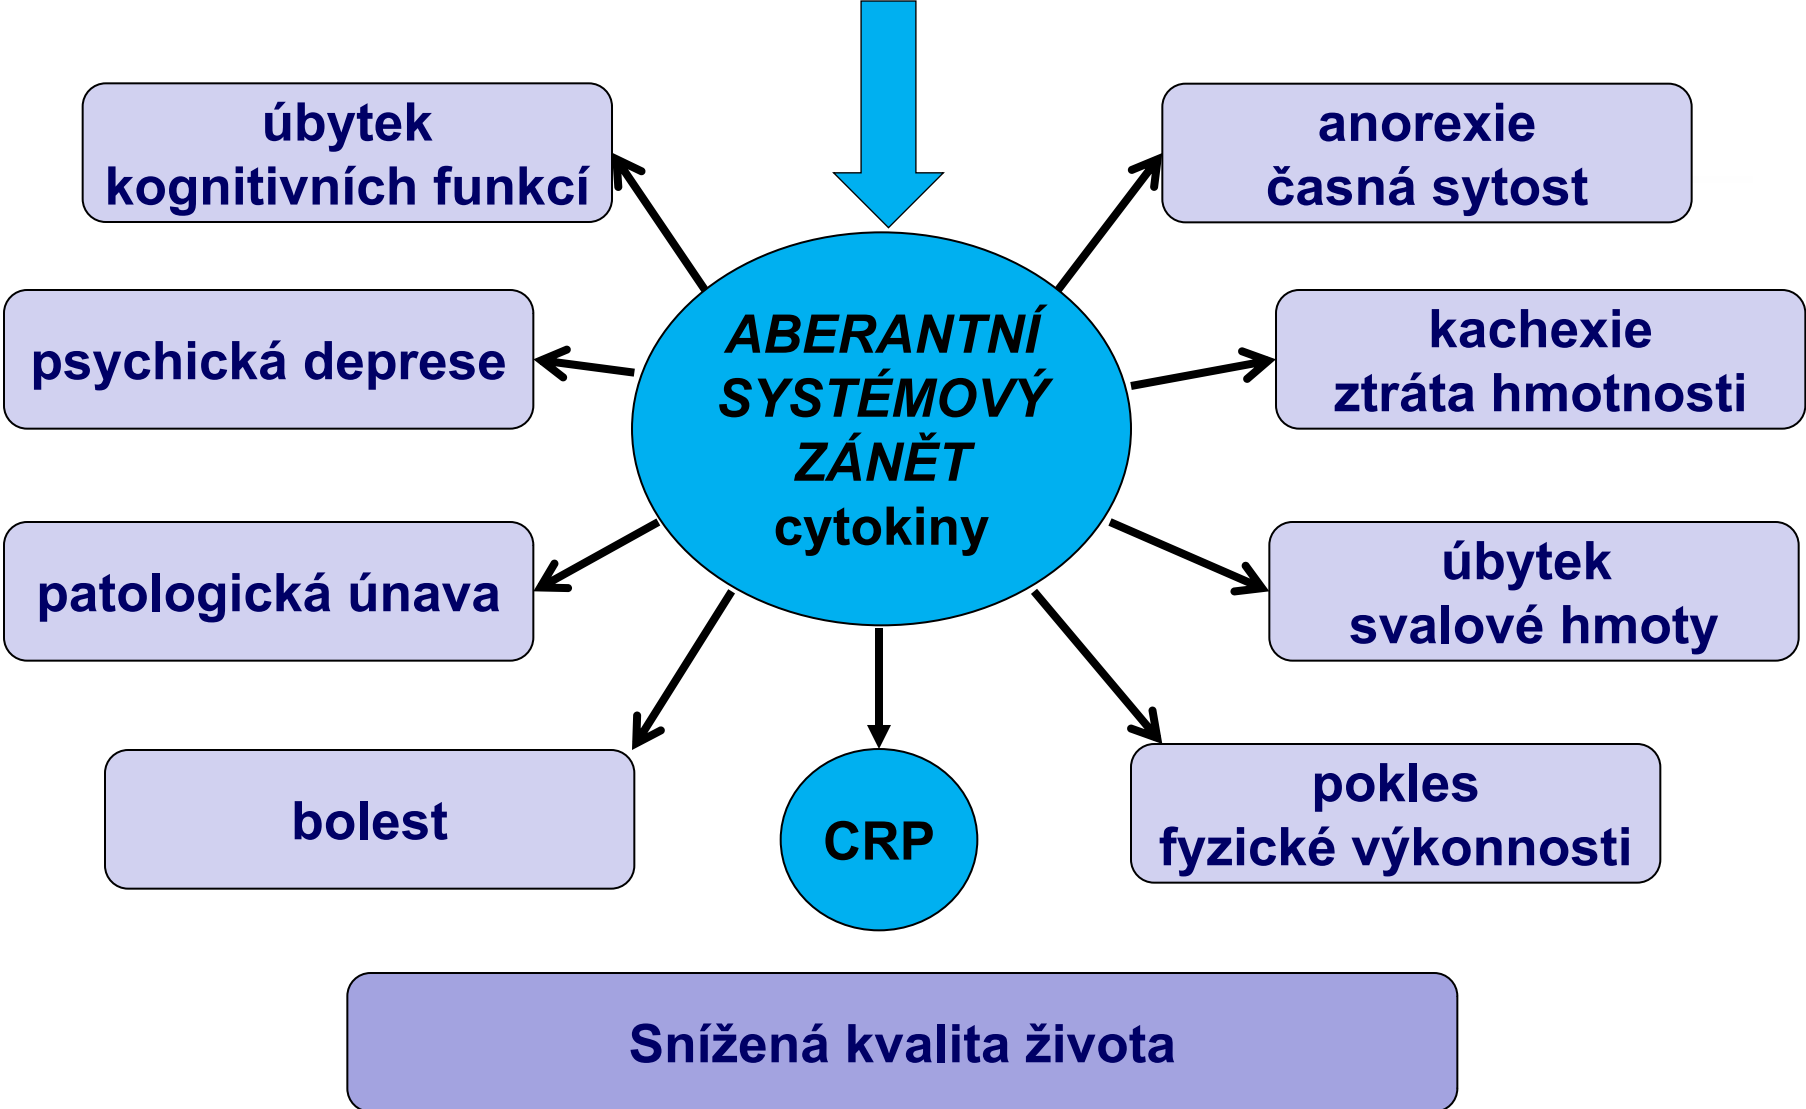 úbytek
kognitivních funkcí
anorexie
časná sytost
psychická deprese
ABERANTNÍ
SYSTÉMOVÝ
ZÁNĚT
cytokiny
kachexie
ztráta hmotnosti
patologická únava
úbytek
svalové hmoty
bolest
CRP
pokles
fyzické výkonnosti
Snížená kvalita života